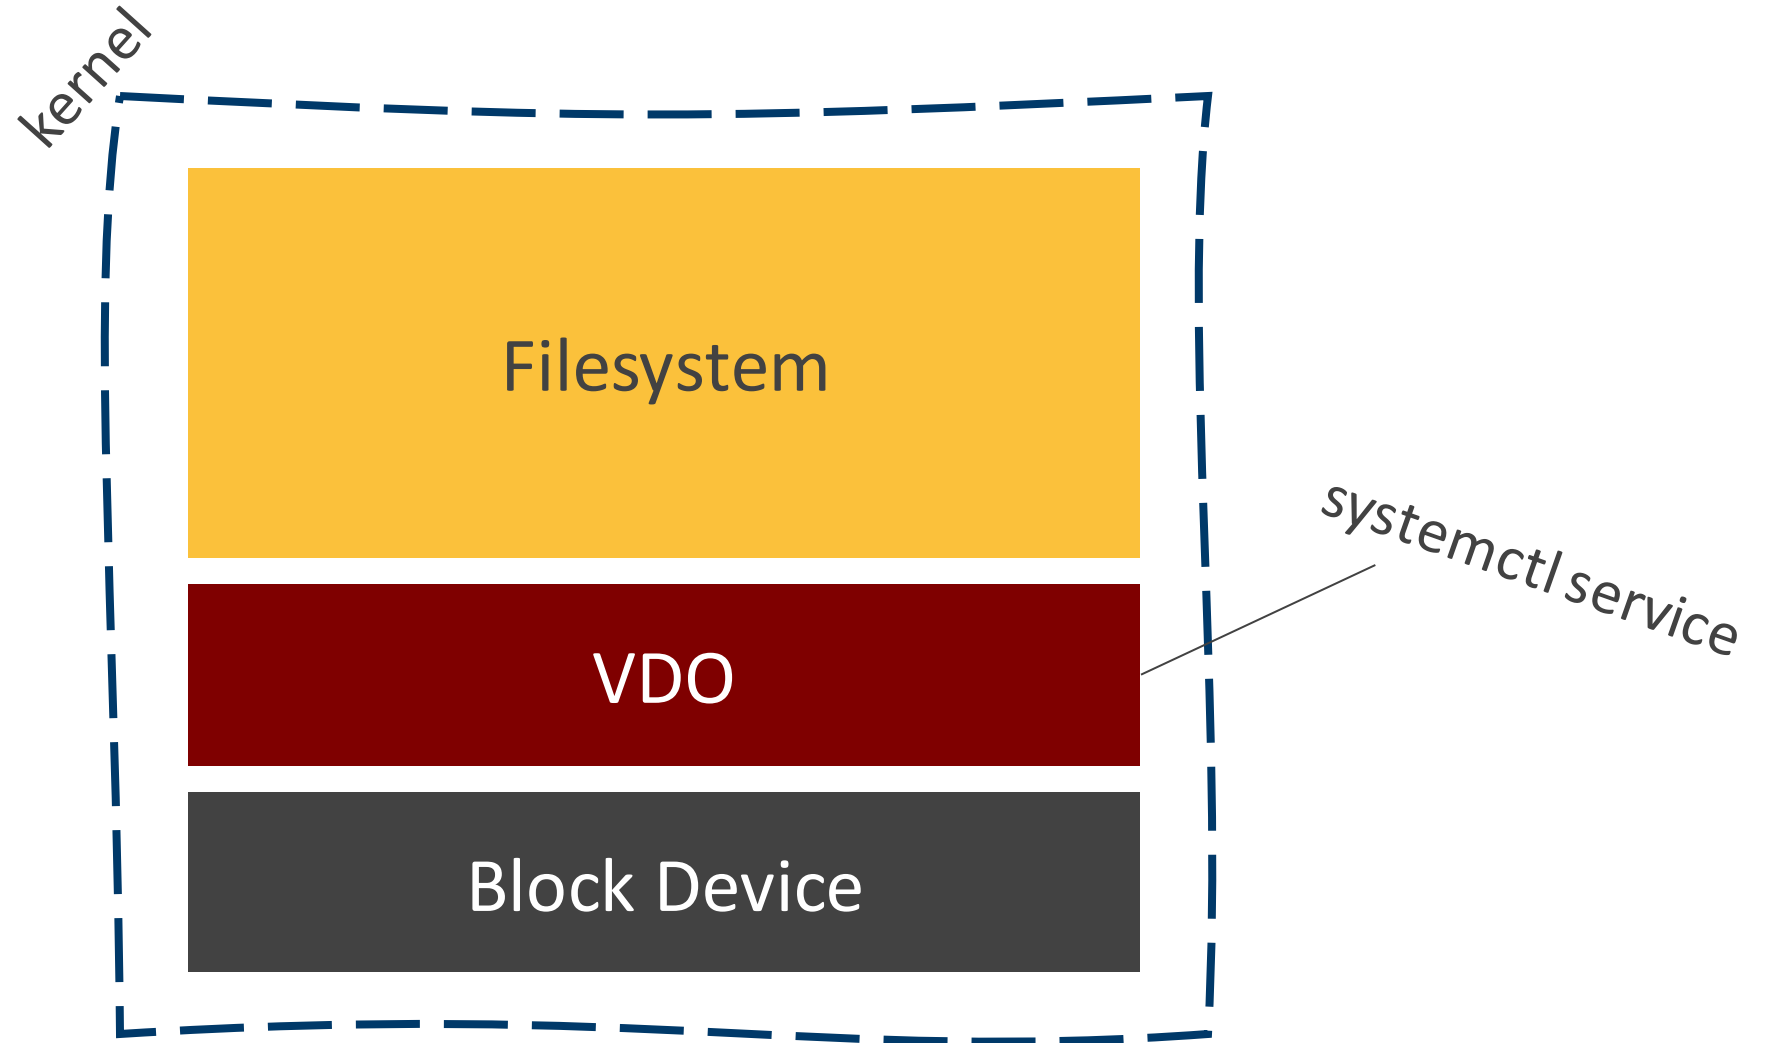 kernel
Filesystem
systemctl service
VDO
Block Device